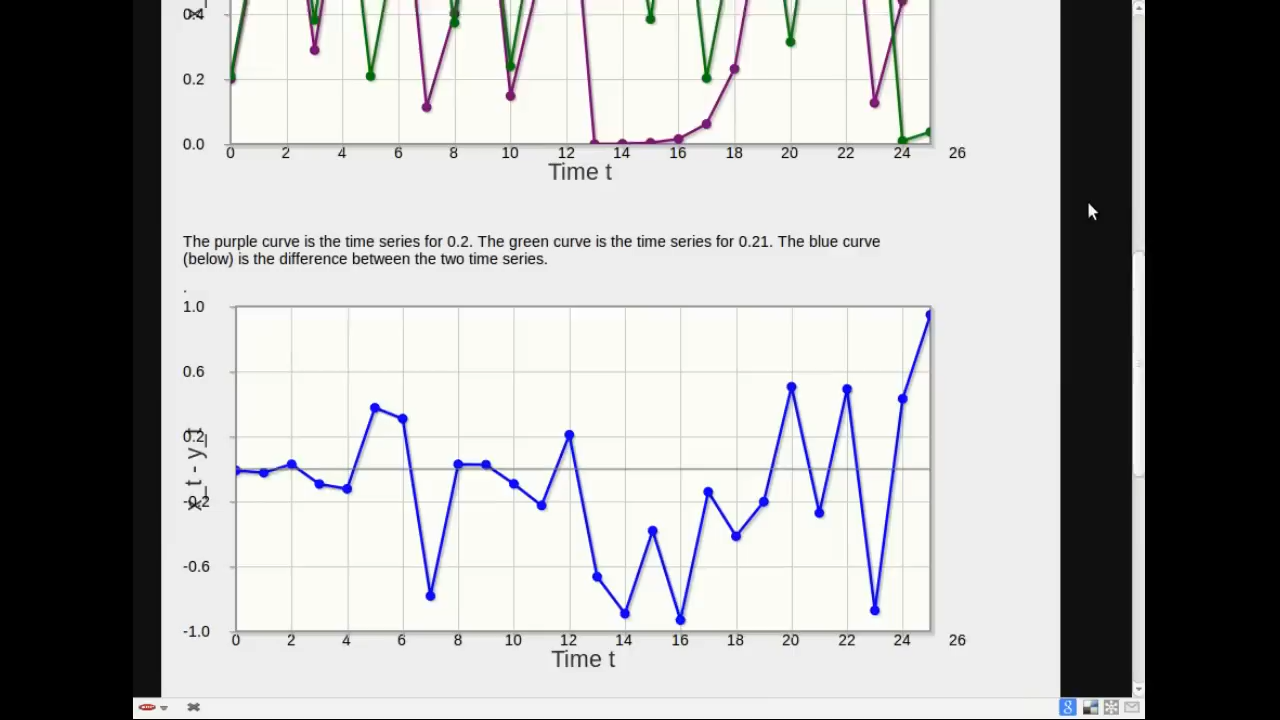 0.4
0.2
0.0
0 2 4 6 8 10 12 14 16 18 20 22 24 26
Time t
The purple curve is the time series for 0.2. The green curve is the time series for 0.21. The blue curve
(below) is the difference between the two time series.
.
1.0
0.6
0.2
x_t - y_t
-0.2
-0.6
-1.0
0 2 4 6 8 10 12 14 16 18 20 22 24 26
Time t
8